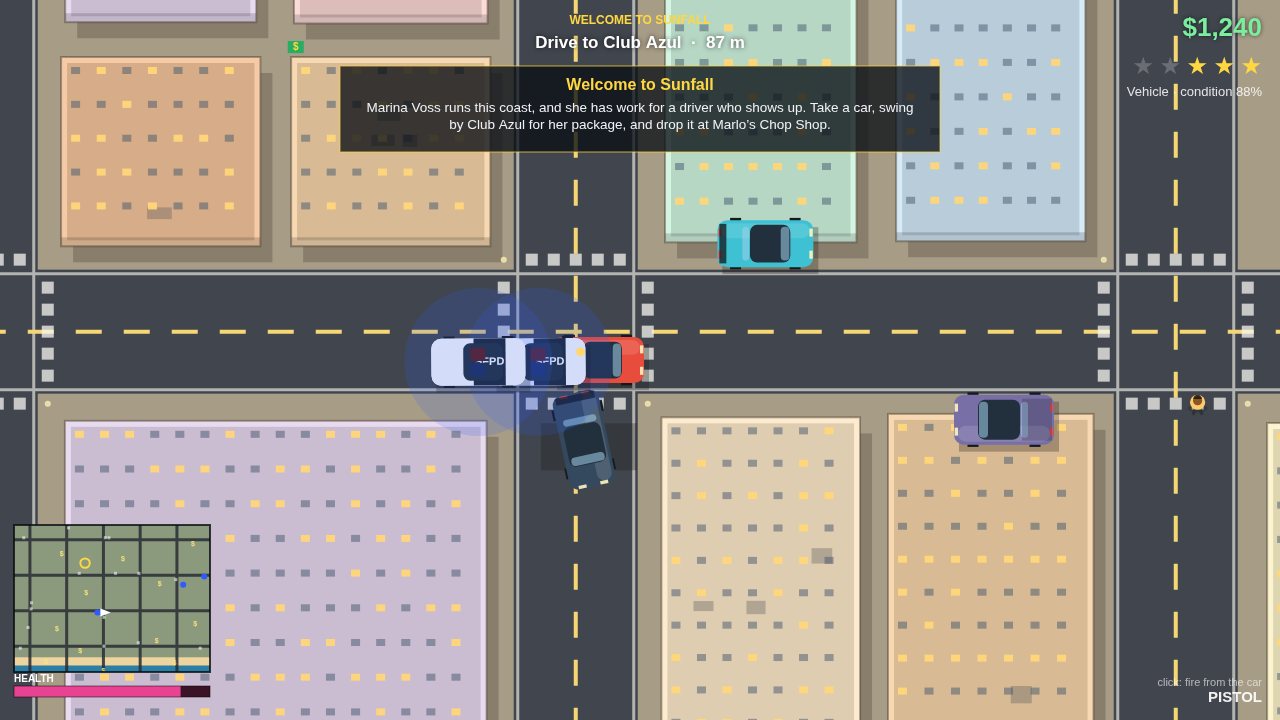 WELCOME TO SUNFALL
Drive to Club Azul · 87 m
Welcome to Sunfall
Marina Voss runs this coast, and she has work for a driver who shows up. Take a car, swing
by Club Azul for her package, and drop it at Marlo's Chop Shop.
$1,240
★★★★★
Vehicle condition 88%
$
SFPD
SFPD
HEALTH
click: fire from the car
PISTOL